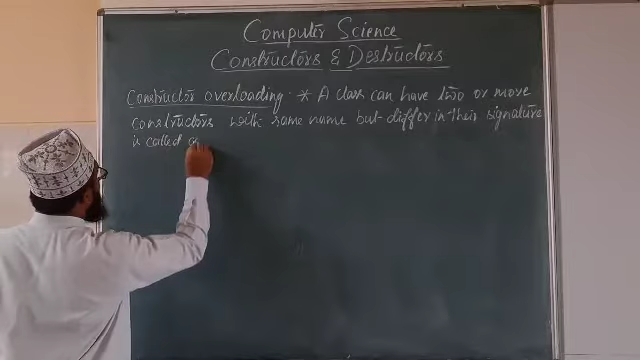 Computer Science
Constructors & Destructors
Constructor overloading. * A class can have two or more
constructors with same name but differ in their signature
is called